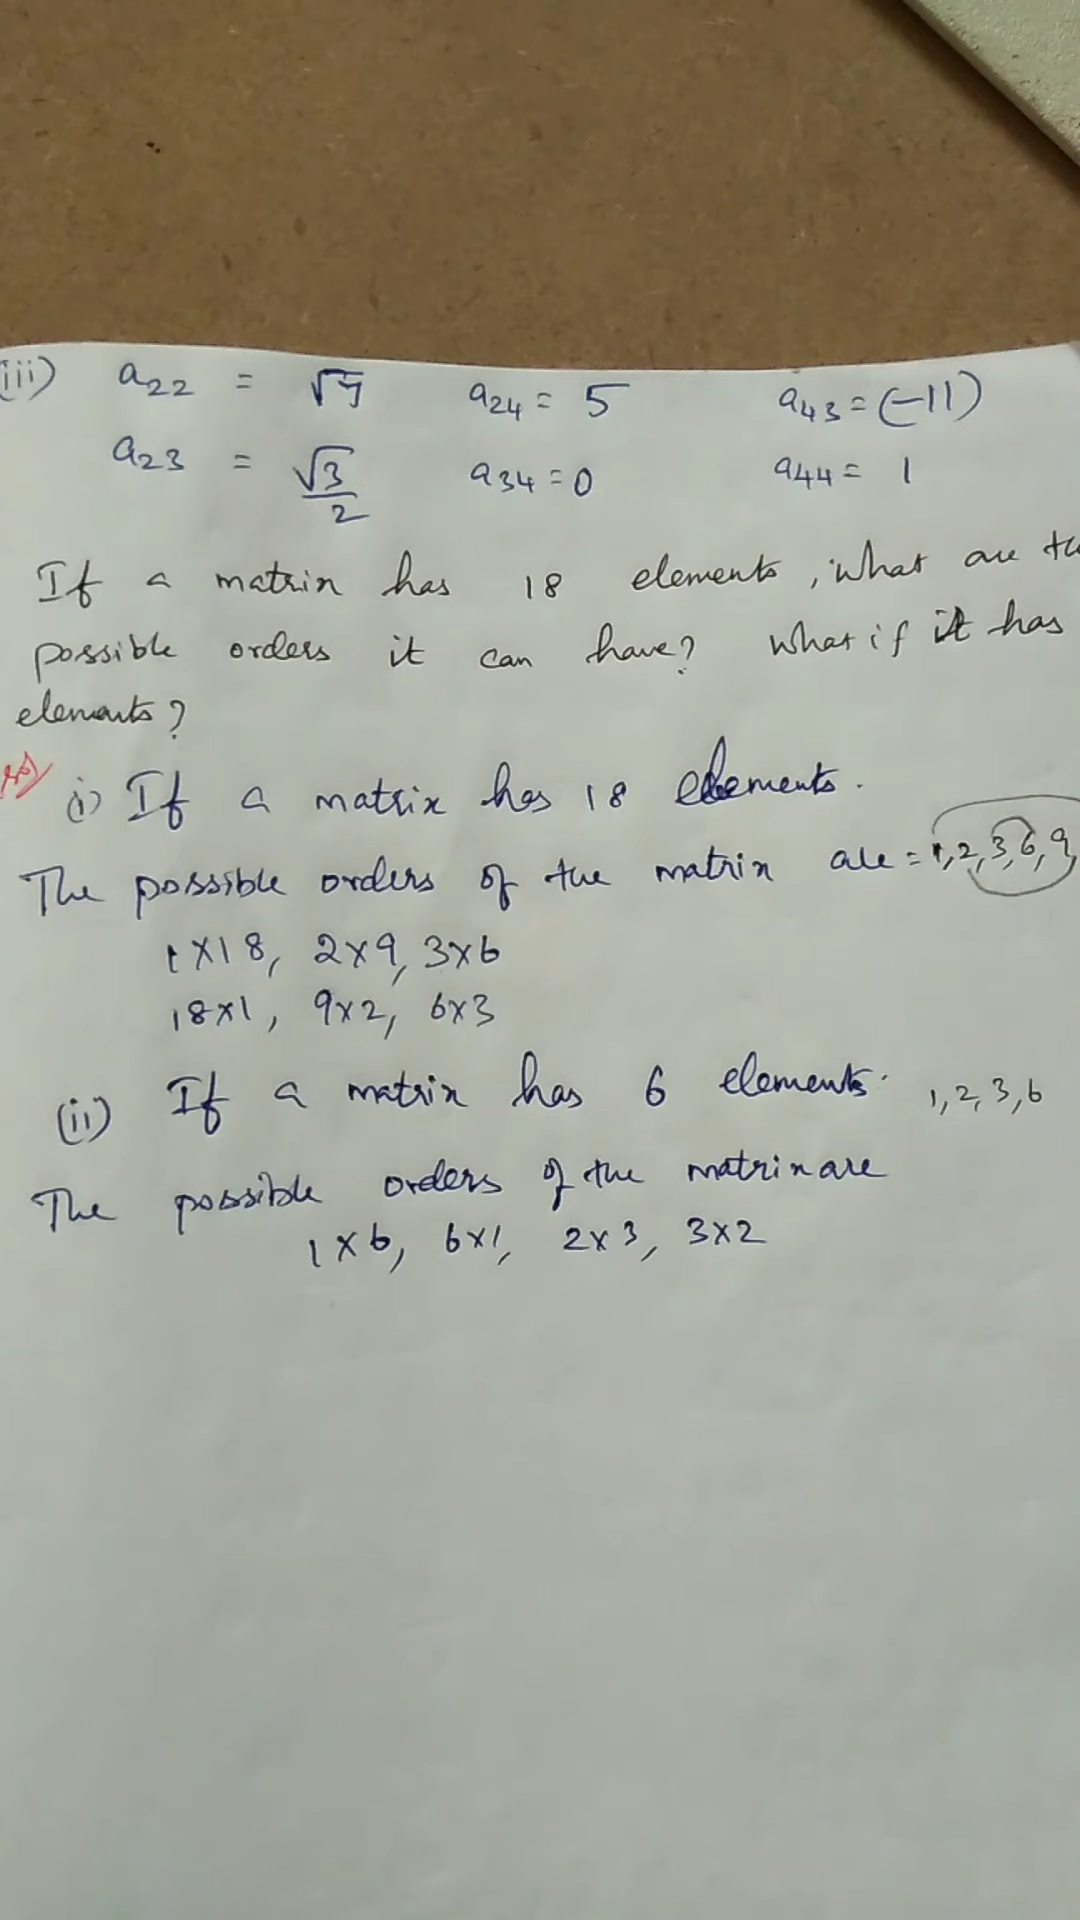 (iii) a22 = √7 a24 = 5 a43 = (-11)
a23 = √3/2 a34 = 0 a44 = 1
If a matrix has 18 elements, what are the
possible orders it can have? What if it has
elements?
(i) If a matrix has 18 elements.
The possible orders of the matrix are = 1,2,3,6,9,
1×18, 2×9, 3×6
18×1, 9×2, 6×3
(ii) If a matrix has 6 elements. 1,2,3,6
The possible orders of the matrix are
1×6, 6×1, 2×3, 3×2